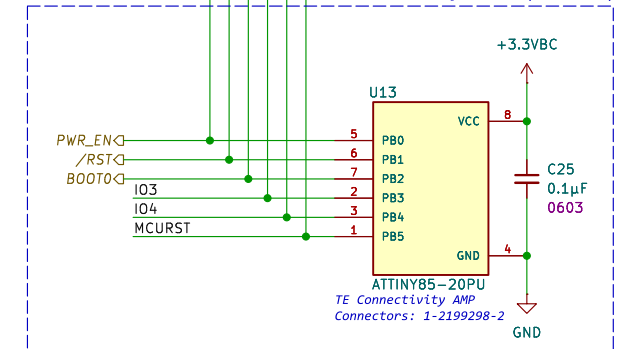 +3.3VBC
U13
VCC 8
PWR_EN 5 PB0
/RST 6 PB1
BOOT0 7 PB2
IO3 2 PB3
IO4 3 PB4
MCURST 1 PB5
C25
0.1µF
0603
GND 4
ATTINY85-20PU
TE Connectivity AMP
Connectors: 1-2199298-2
GND